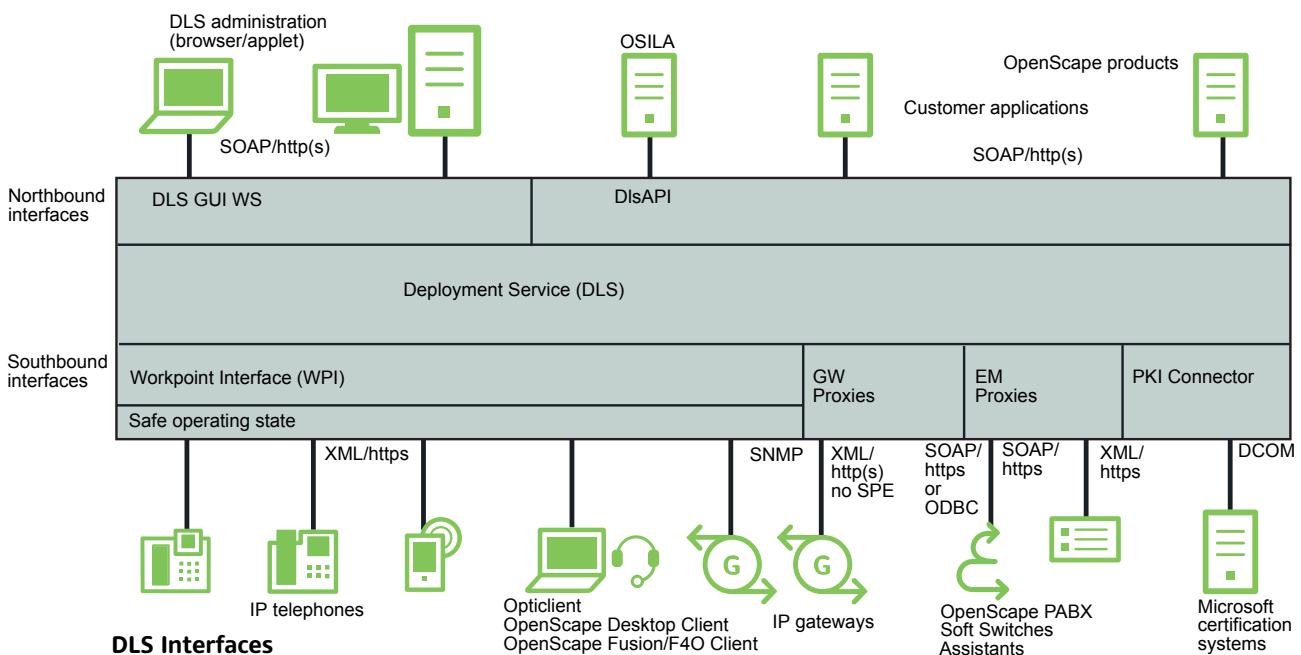 DLS administration
(browser/applet)
OSILA
OpenScape products
Customer applications
SOAP/http(s)
SOAP/http(s)
Northbound
interfaces
DLS GUI WS
DlsAPI
Deployment Service (DLS)
Southbound
interfaces
Workpoint Interface (WPI)
GW
Proxies
EM
Proxies
PKI Connector
Safe operating state
XML/https
SNMP
XML/
http(s)
no SPE
SOAP/
https
or
ODBC
SOAP/
https
XML/
https
DCOM
G
G
IP telephones
Opticlient
OpenScape Desktop Client
OpenScape Fusion/F4O Client
IP gateways
OpenScape PABX
Soft Switches
Assistants
Microsoft
certification
systems
DLS Interfaces